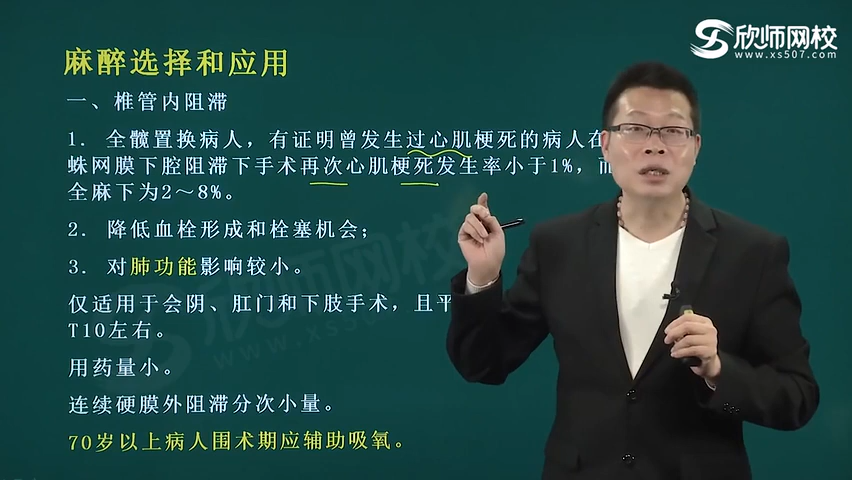 欣师网校
www.xs507.com
麻醉选择和应用
一、椎管内阻滞
1. 全髋置换病人，有证明曾发生过心肌梗死的病人在
蛛网膜下腔阻滞下手术再次心肌梗死发生率小于1%，而
全麻下为2～8%。
2. 降低血栓形成和栓塞机会；
3. 对肺功能影响较小。
仅适用于会阴、肛门和下肢手术，且平
T10左右。
用药量小。
连续硬膜外阻滞分次小量。
70岁以上病人围术期应辅助吸氧。
欣师网校
www.xs507.com